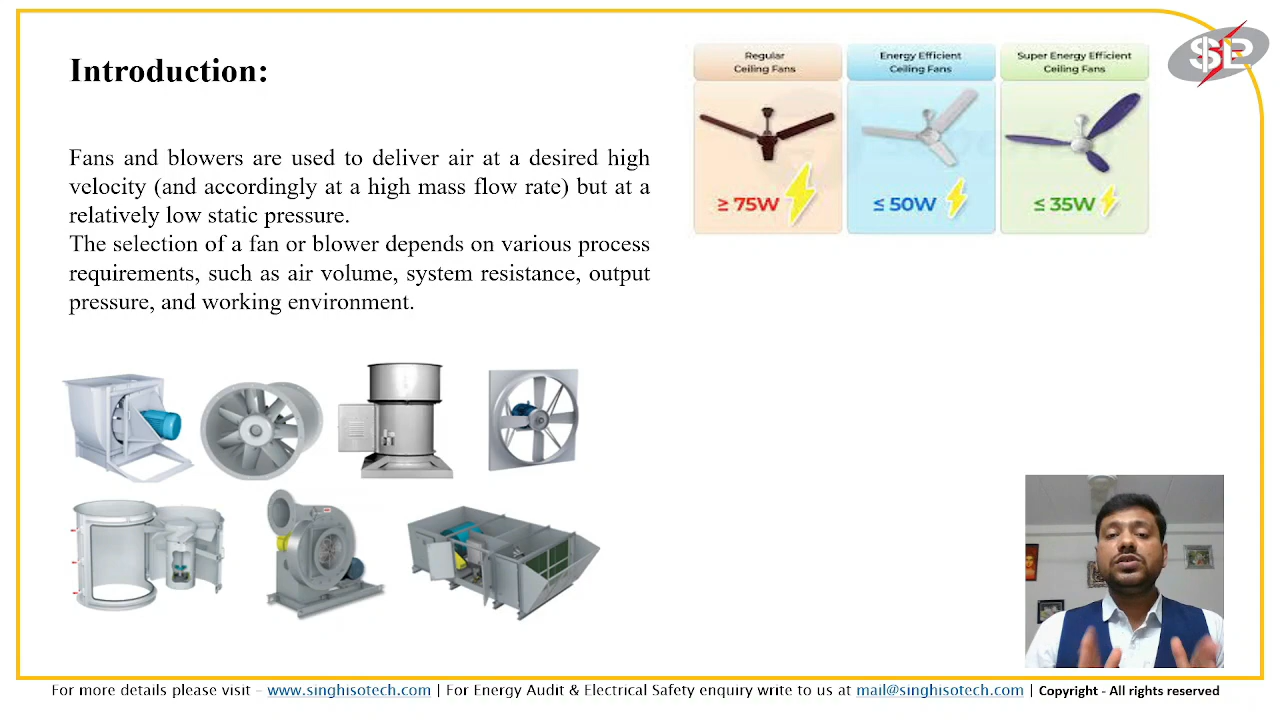 Introduction:
Fans and blowers are used to deliver air at a desired high
velocity (and accordingly at a high mass flow rate) but at a
relatively low static pressure.
The selection of a fan or blower depends on various process
requirements, such as air volume, system resistance, output
pressure, and working environment.
Regular
Ceiling Fans
≥ 75W
Energy Efficient
Ceiling Fans
≤ 50W
Super Energy Efficient
Ceiling Fans
≤ 35W
For more details please visit – www.singhisotech.com | For Energy Audit & Electrical Safety enquiry write to us at mail@singhisotech.com | Copyright - All rights reserved